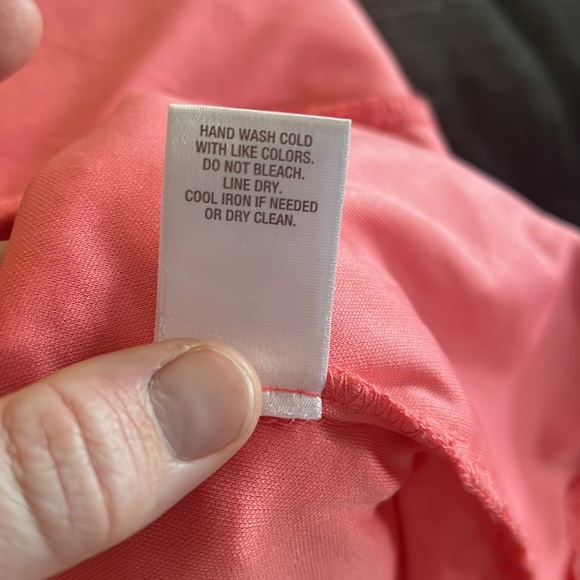 HAND WASH COLD
WITH LIKE COLORS.
DO NOT BLEACH.
LINE DRY.
COOL IRON IF NEEDED
OR DRY CLEAN.